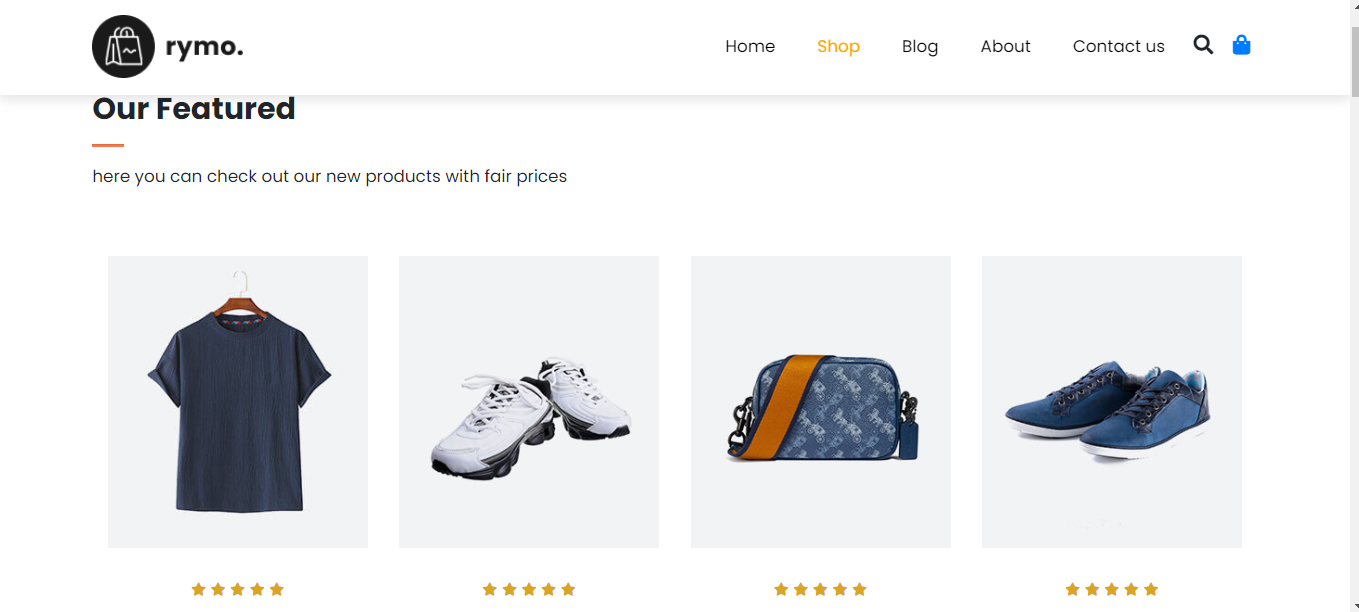 rymo.
Home Shop Blog About Contact us
Our Featured
here you can check out our new products with fair prices